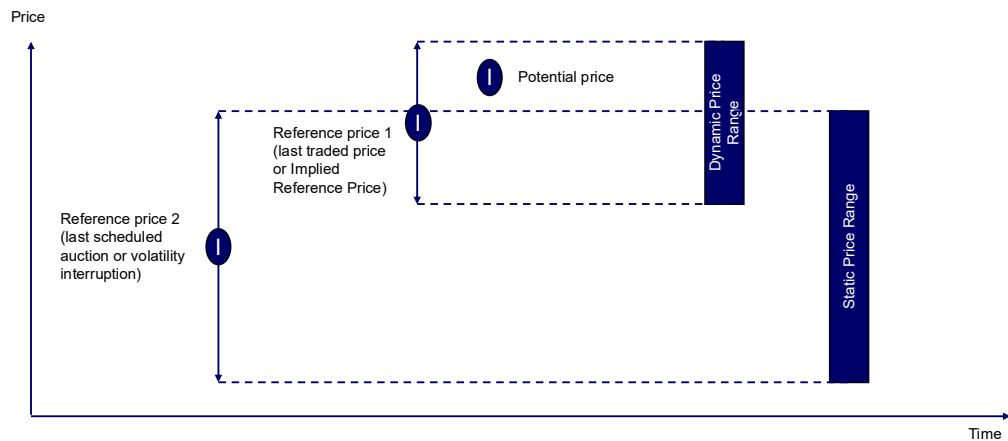 Price
Potential price
Dynamic Price
Range
Reference price 1
(last traded price
or Implied
Reference Price)
Reference price 2
(last scheduled
auction or volatility
interruption)
Static Price Range
Time